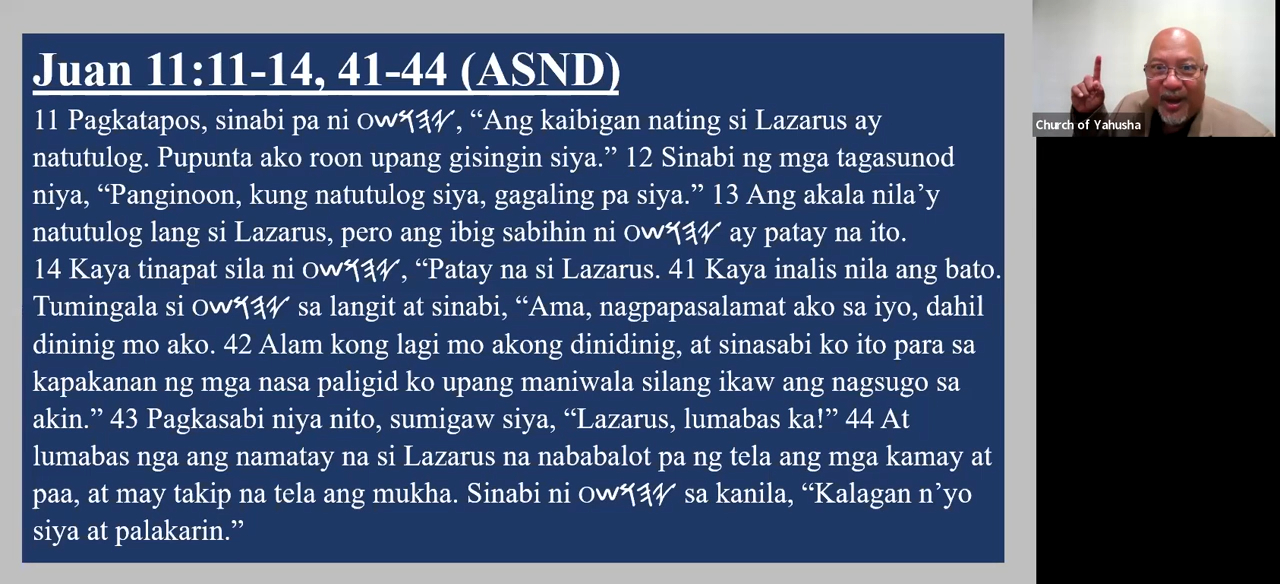 Juan 11:11-14, 41-44 (ASND)
11 Pagkatapos, sinabi pa ni 𐤉𐤄𐤅𐤔𐤏, “Ang kaibigan nating si Lazarus ay
natutulog. Pupunta ako roon upang gisingin siya.” 12 Sinabi ng mga tagasunod
niya, “Panginoon, kung natutulog siya, gagaling pa siya.” 13 Ang akala nila’y
natutulog lang si Lazarus, pero ang ibig sabihin ni 𐤉𐤄𐤅𐤔𐤏 ay patay na ito.
14 Kaya tinapat sila ni 𐤉𐤄𐤅𐤔𐤏, “Patay na si Lazarus. 41 Kaya inalis nila ang bato.
Tumingala si 𐤉𐤄𐤅𐤔𐤏 sa langit at sinabi, “Ama, nagpapasalamat ako sa iyo, dahil
dininig mo ako. 42 Alam kong lagi mo akong dinidinig, at sinasabi ko ito para sa
kapakanan ng mga nasa paligid ko upang maniwala silang ikaw ang nagsugo sa
akin.” 43 Pagkasabi niya nito, sumigaw siya, “Lazarus, lumabas ka!” 44 At
lumabas nga ang namatay na si Lazarus na nababalot pa ng tela ang mga kamay at
paa, at may takip na tela ang mukha. Sinabi ni 𐤉𐤄𐤅𐤔𐤏 sa kanila, “Kalagan n’yo
siya at palakarin.”
Church of Yahusha